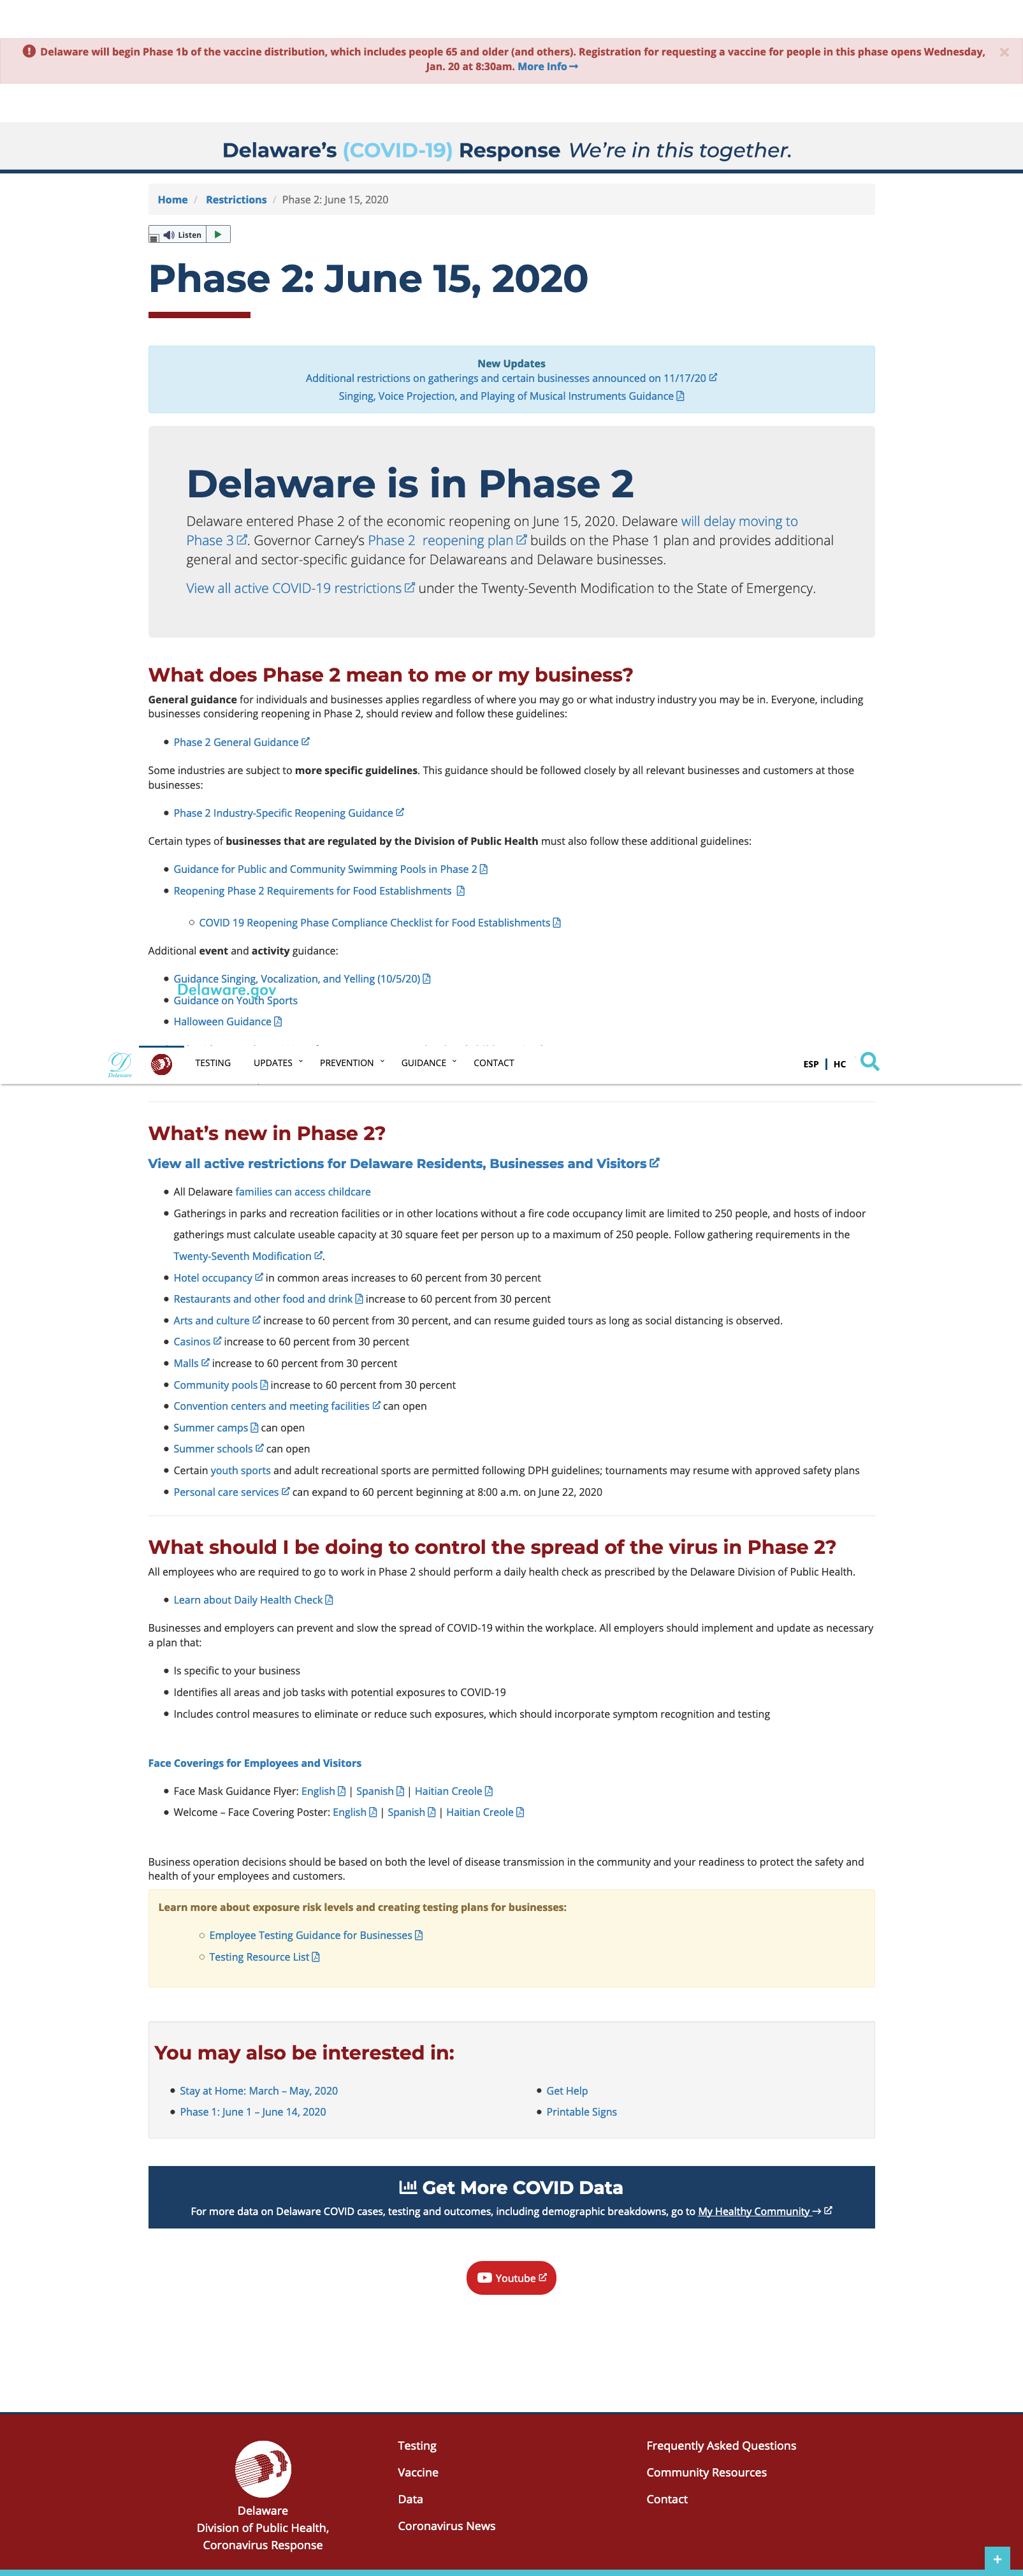 Delaware will begin Phase 1b of the vaccine distribution, which includes people 65 and older (and others). Registration for requesting a vaccine for people in this phase opens Wednesday,
Jan. 20 at 8:30am. More Info
×
Delaware's (COVID-19) Response We're in this together.
Home / Restrictions / Phase 2: June 15, 2020
Listen
Phase 2: June 15, 2020
New Updates
Additional restrictions on gatherings and certain businesses announced on 11/17/20
Singing, Voice Projection, and Playing of Musical Instruments Guidance
Delaware is in Phase 2
Delaware entered Phase 2 of the economic reopening on June 15, 2020. Delaware will delay moving to
Phase 3. Governor Carney's Phase 2 reopening plan builds on the Phase 1 plan and provides additional
general and sector-specific guidance for Delawareans and Delaware businesses.
View all active COVID-19 restrictions under the Twenty-Seventh Modification to the State of Emergency.
What does Phase 2 mean to me or my business?
General guidance for individuals and businesses applies regardless of where you may go or what industry industry you may be in. Everyone, including
businesses considering reopening in Phase 2, should review and follow these guidelines:
Phase 2 General Guidance
Some industries are subject to more specific guidelines. This guidance should be followed closely by all relevant businesses and customers at those
businesses:
Phase 2 Industry-Specific Reopening Guidance
Certain types of businesses that are regulated by the Division of Public Health must also follow these additional guidelines:
Guidance for Public and Community Swimming Pools in Phase 2
Reopening Phase 2 Requirements for Food Establishments
COVID 19 Reopening Phase Compliance Checklist for Food Establishments
Additional event and activity guidance:
Guidance Singing, Vocalization, and Yelling (10/5/20)
Delaware.gov
Guidance on Youth Sports
Halloween Guidance
Delaware
TESTING UPDATES PREVENTION GUIDANCE CONTACT ESP | HC
What's new in Phase 2?
View all active restrictions for Delaware Residents, Businesses and Visitors
All Delaware families can access childcare
Gatherings in parks and recreation facilities or in other locations without a fire code occupancy limit are limited to 250 people, and hosts of indoor
gatherings must calculate useable capacity at 30 square feet per person up to a maximum of 250 people. Follow gathering requirements in the
Twenty-Seventh Modification.
Hotel occupancy in common areas increases to 60 percent from 30 percent
Restaurants and other food and drink increase to 60 percent from 30 percent
Arts and culture increase to 60 percent from 30 percent, and can resume guided tours as long as social distancing is observed.
Casinos increase to 60 percent from 30 percent
Malls increase to 60 percent from 30 percent
Community pools increase to 60 percent from 30 percent
Convention centers and meeting facilities can open
Summer camps can open
Summer schools can open
Certain youth sports and adult recreational sports are permitted following DPH guidelines; tournaments may resume with approved safety plans
Personal care services can expand to 60 percent beginning at 8:00 a.m. on June 22, 2020
What should I be doing to control the spread of the virus in Phase 2?
All employees who are required to go to work in Phase 2 should perform a daily health check as prescribed by the Delaware Division of Public Health.
Learn about Daily Health Check
Businesses and employers can prevent and slow the spread of COVID-19 within the workplace. All employers should implement and update as necessary
a plan that:
Is specific to your business
Identifies all areas and job tasks with potential exposures to COVID-19
Includes control measures to eliminate or reduce such exposures, which should incorporate symptom recognition and testing
Face Coverings for Employees and Visitors
Face Mask Guidance Flyer: English | Spanish | Haitian Creole
Welcome – Face Covering Poster: English | Spanish | Haitian Creole
Business operation decisions should be based on both the level of disease transmission in the community and your readiness to protect the safety and
health of your employees and customers.
Learn more about exposure risk levels and creating testing plans for businesses:
Employee Testing Guidance for Businesses
Testing Resource List
You may also be interested in:
Stay at Home: March – May, 2020
Phase 1: June 1 – June 14, 2020
Get Help
Printable Signs
Get More COVID Data
For more data on Delaware COVID cases, testing and outcomes, including demographic breakdowns, go to My Healthy Community
Youtube
Delaware
Division of Public Health,
Coronavirus Response
Testing
Vaccine
Data
Coronavirus News
Frequently Asked Questions
Community Resources
Contact
+